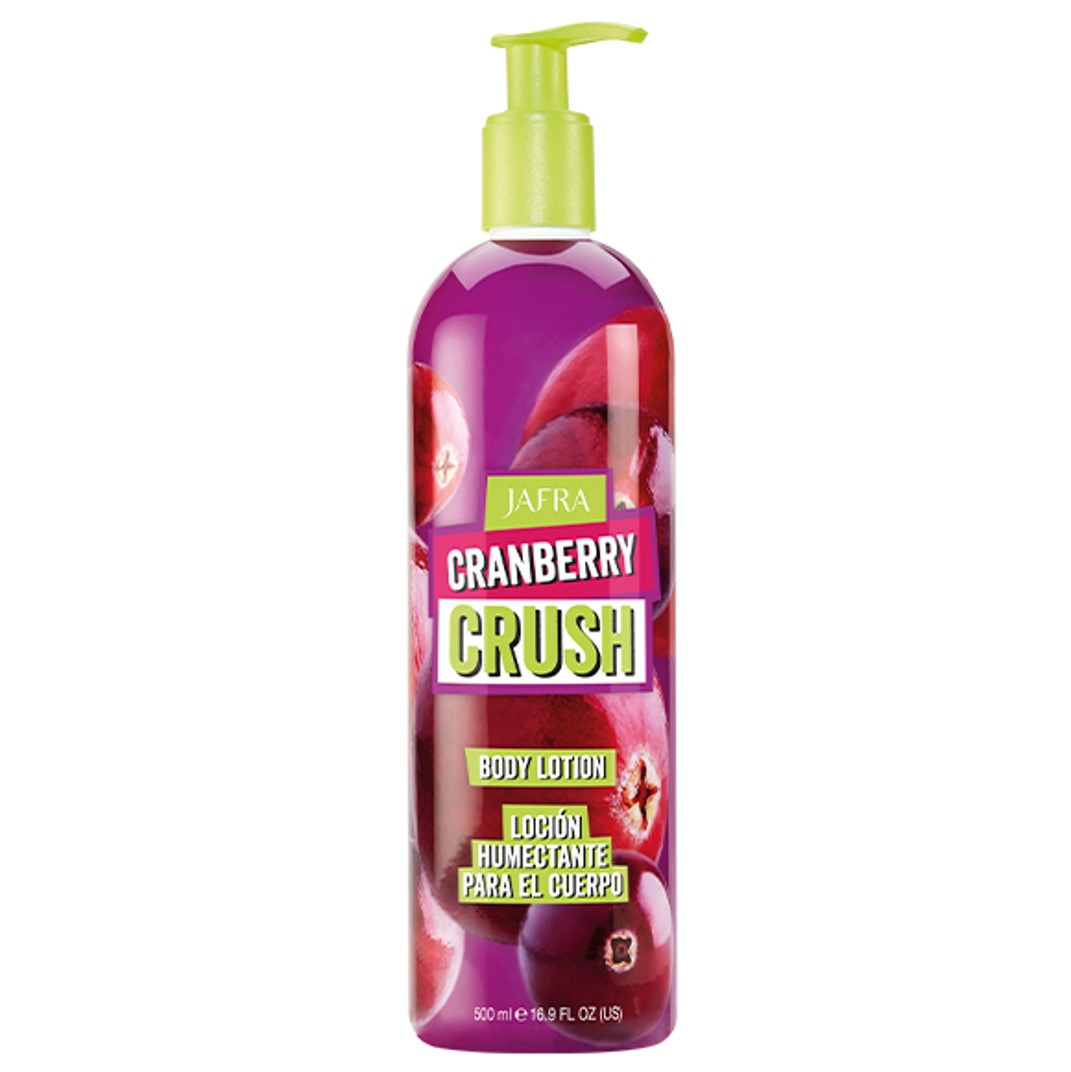 JAFRA
CRANBERRY
CRUSH
BODY LOTION
LOCIÓN
HUMECTANTE
PARA EL CUERPO
500 ml ℮ 16.9 FL OZ (US)